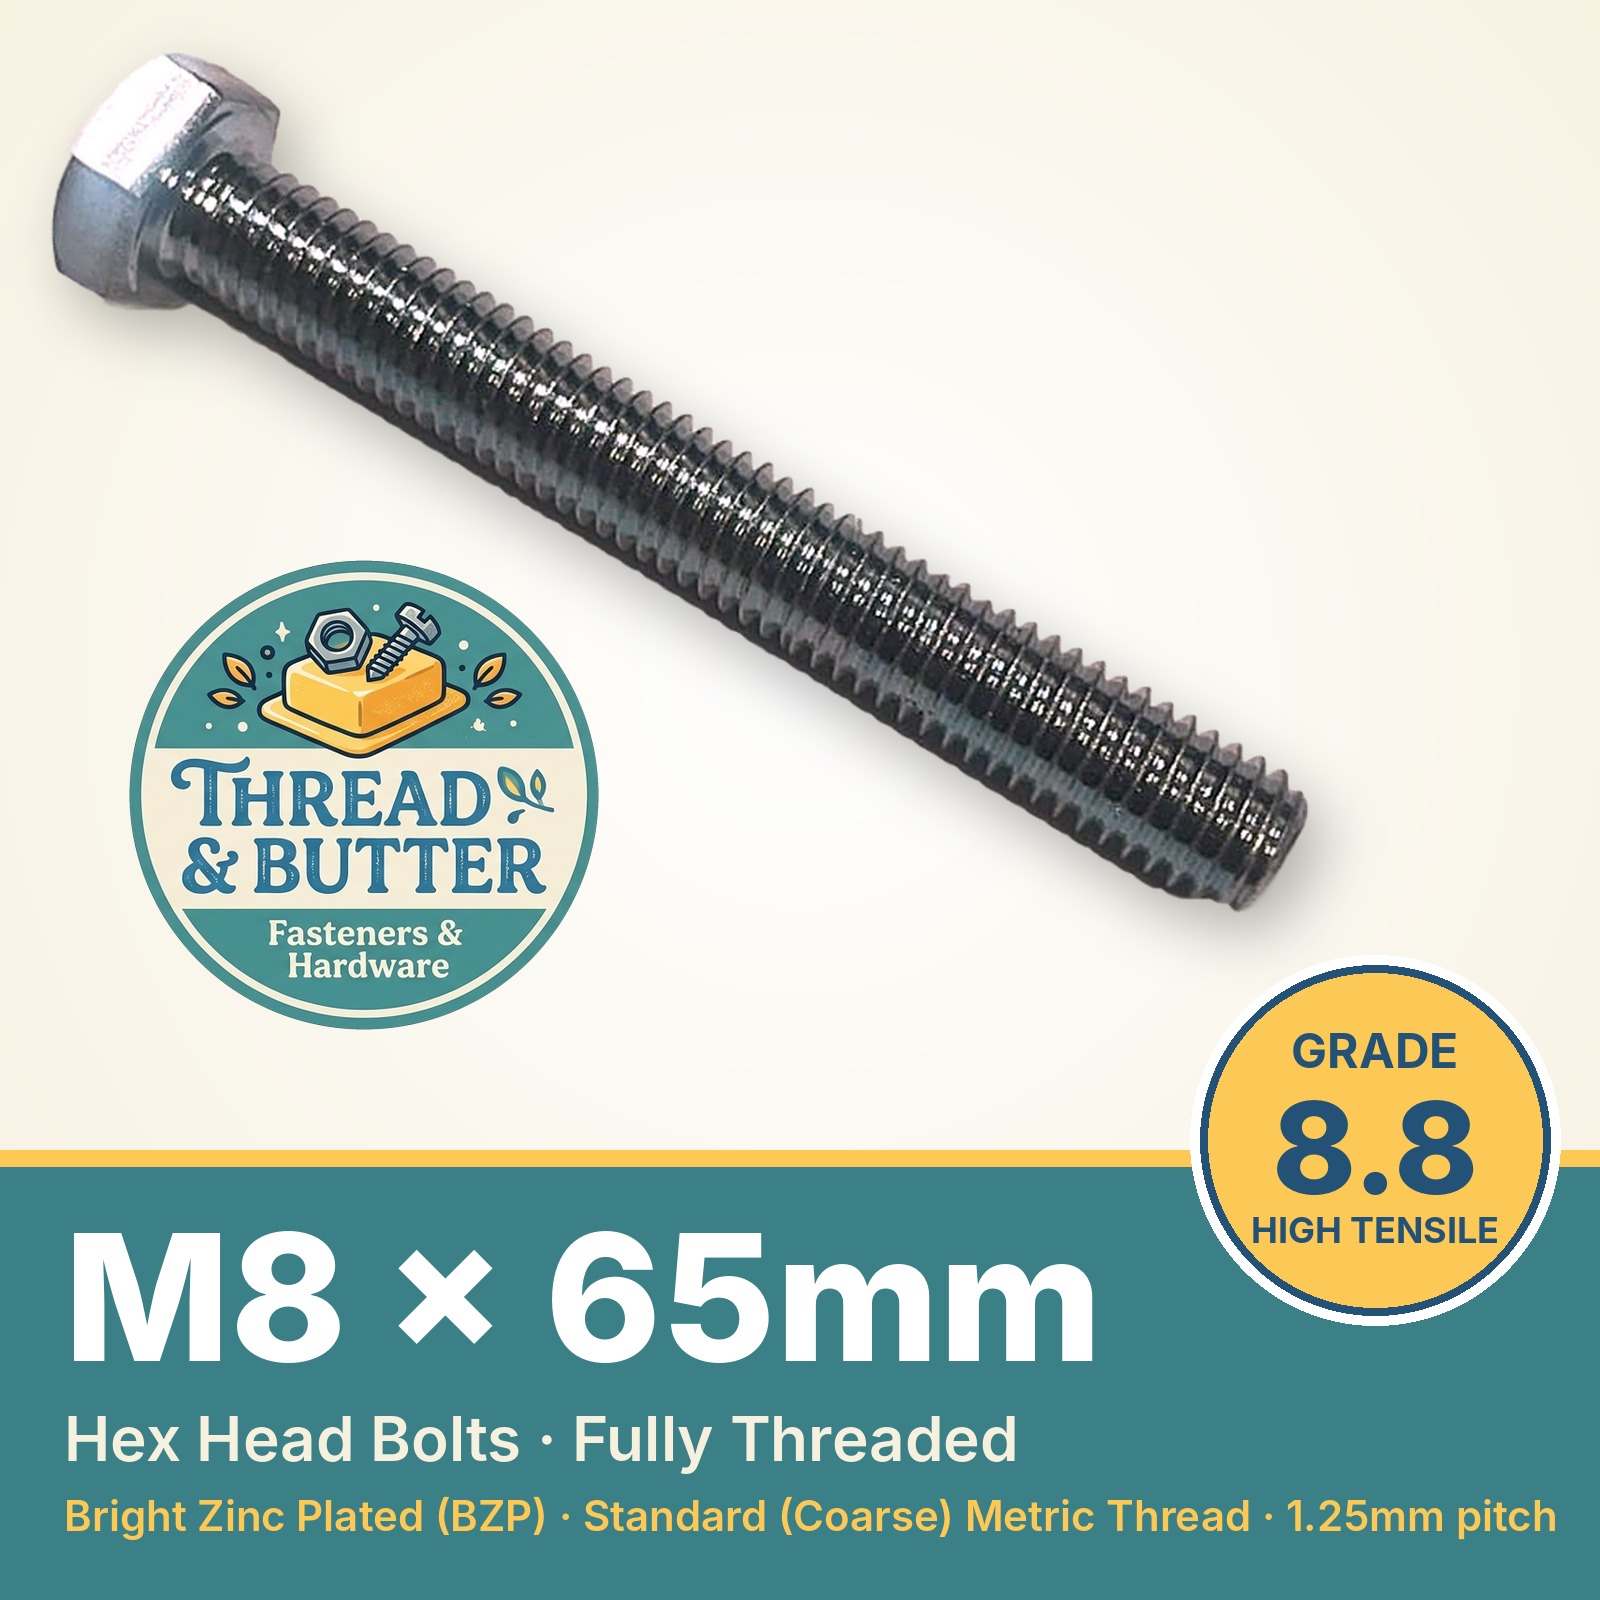 THREAD
& BUTTER
Fasteners &
Hardware
GRADE
8.8
HIGH TENSILE
M8 × 65mm
Hex Head Bolts · Fully Threaded
Bright Zinc Plated (BZP) · Standard (Coarse) Metric Thread · 1.25mm pitch